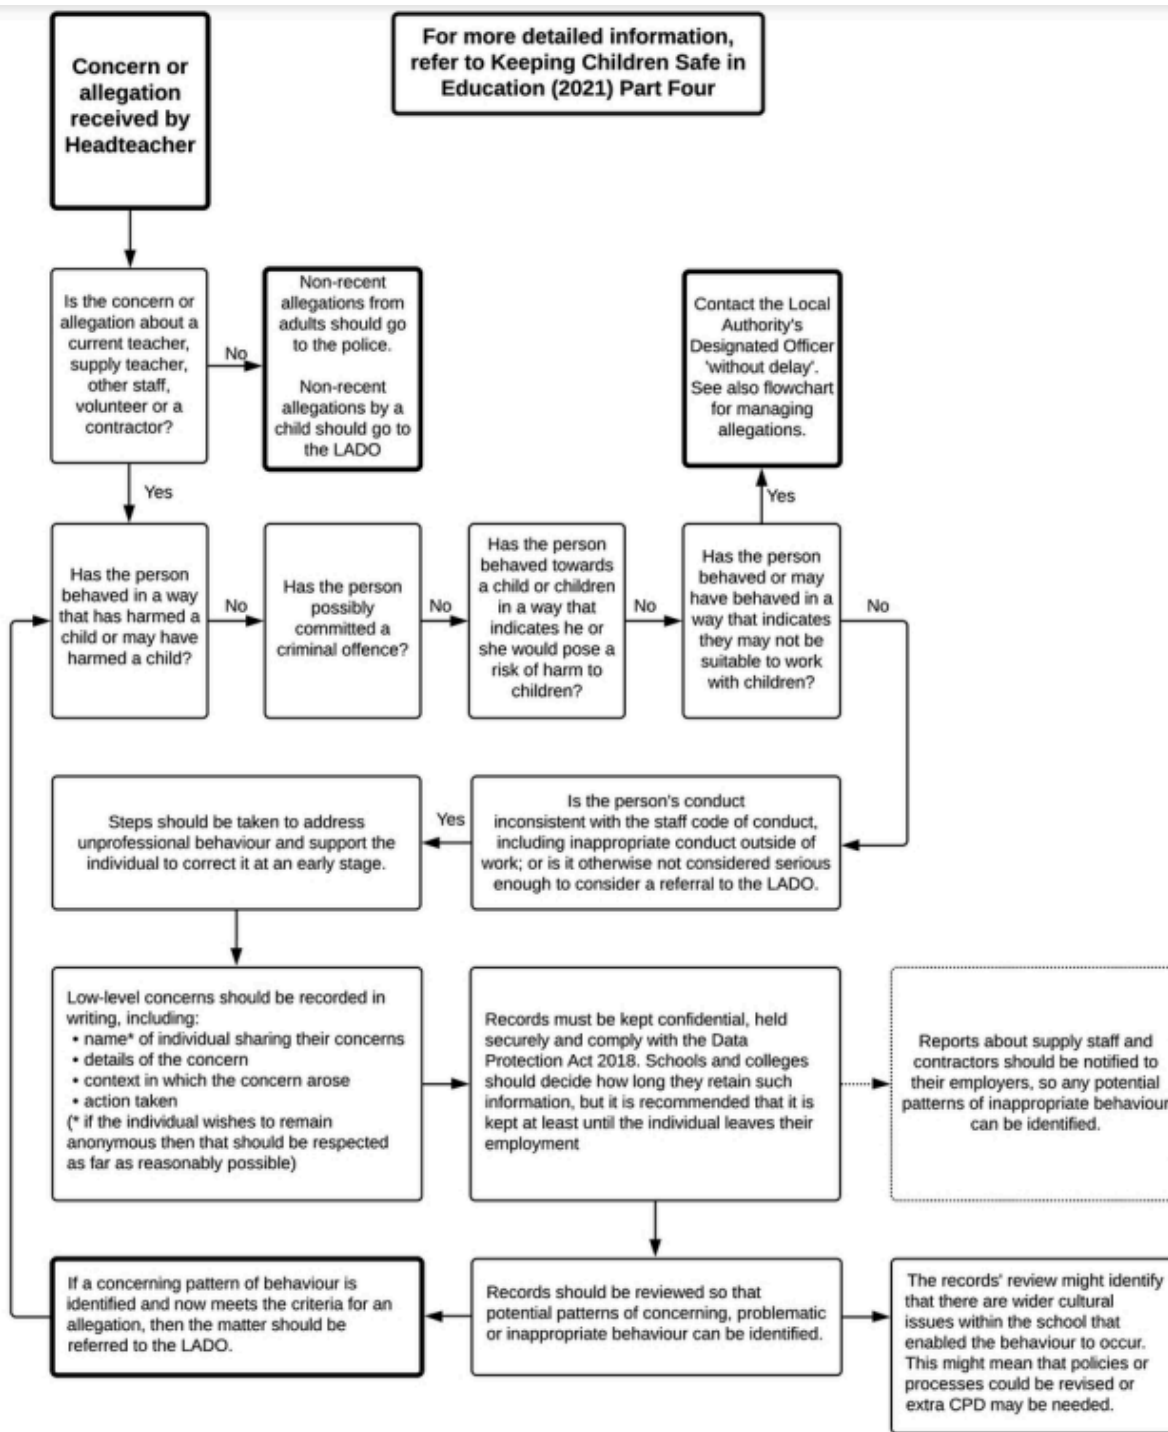 Concern or
allegation
received by
Headteacher
For more detailed information,
refer to Keeping Children Safe in
Education (2021) Part Four
Is the concern or
allegation about a
current teacher,
supply teacher,
other staff,
volunteer or a
contractor?
No
Non-recent
allegations from
adults should go
to the police.
Non-recent
allegations by a
child should go to
the LADO
Contact the Local
Authority's
Designated Officer
'without delay'.
See also flowchart
for managing
allegations.
Yes
Yes
Has the person
behaved in a way
that has harmed a
child or may have
harmed a child?
No
Has the person
possibly
committed a
criminal offence?
No
Has the person
behaved towards
a child or children
in a way that
indicates he or
she would pose a
risk of harm to
children?
No
Has the person
behaved or may
have behaved in a
way that indicates
they may not be
suitable to work
with children?
No
Steps should be taken to address
unprofessional behaviour and support the
individual to correct it at an early stage.
Yes
Is the person's conduct
inconsistent with the staff code of conduct,
including inappropriate conduct outside of
work; or is it otherwise not considered serious
enough to consider a referral to the LADO.
Low-level concerns should be recorded in
writing, including:
• name* of individual sharing their concerns
• details of the concern
• context in which the concern arose
• action taken
(* if the individual wishes to remain
anonymous then that should be respected
as far as reasonably possible)
Records must be kept confidential, held
securely and comply with the Data
Protection Act 2018. Schools and colleges
should decide how long they retain such
information, but it is recommended that it is
kept at least until the individual leaves their
employment
Reports about supply staff and
contractors should be notified to
their employers, so any potential
patterns of inappropriate behaviour
can be identified.
If a concerning pattern of behaviour is
identified and now meets the criteria for an
allegation, then the matter should be
referred to the LADO.
Records should be reviewed so that
potential patterns of concerning, problematic
or inappropriate behaviour can be identified.
The records' review might identify
that there are wider cultural
issues within the school that
enabled the behaviour to occur.
This might mean that policies or
processes could be revised or
extra CPD may be needed.